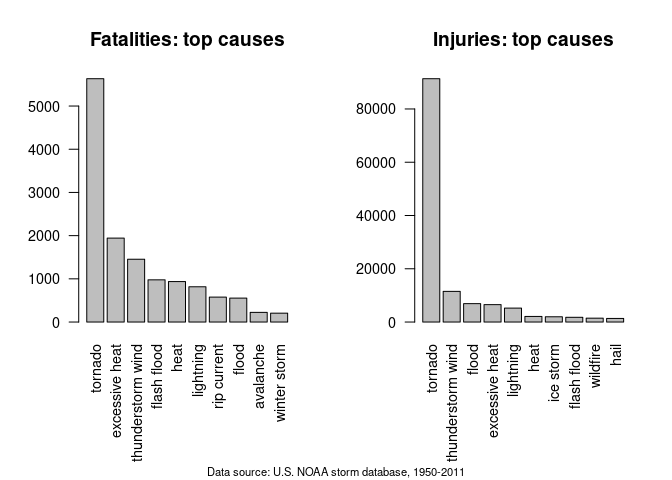 Fatalities: top causes
5000
4000
3000
2000
1000
0
tornado
excessive heat
thunderstorm wind
flash flood
heat
lightning
rip current
flood
avalanche
winter storm
Injuries: top causes
80000
60000
40000
20000
0
tornado
thunderstorm wind
flood
excessive heat
lightning
heat
ice storm
flash flood
wildfire
hail
Data source: U.S. NOAA storm database, 1950-2011